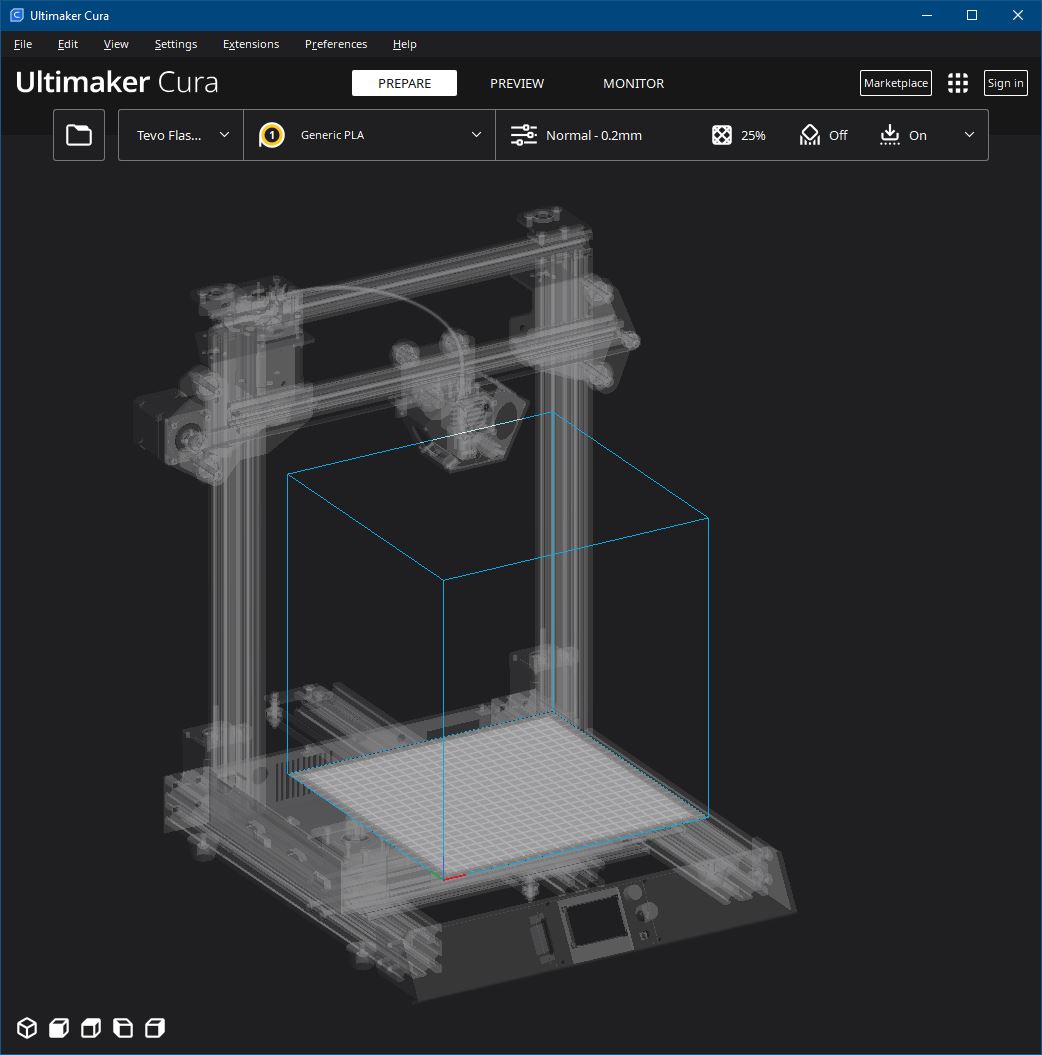 Ultimaker Cura
File Edit View Settings Extensions Preferences Help
Ultimaker Cura PREPARE PREVIEW MONITOR Marketplace Sign in
Tevo Flas... 1 Generic PLA Normal - 0.2mm 25% Off On